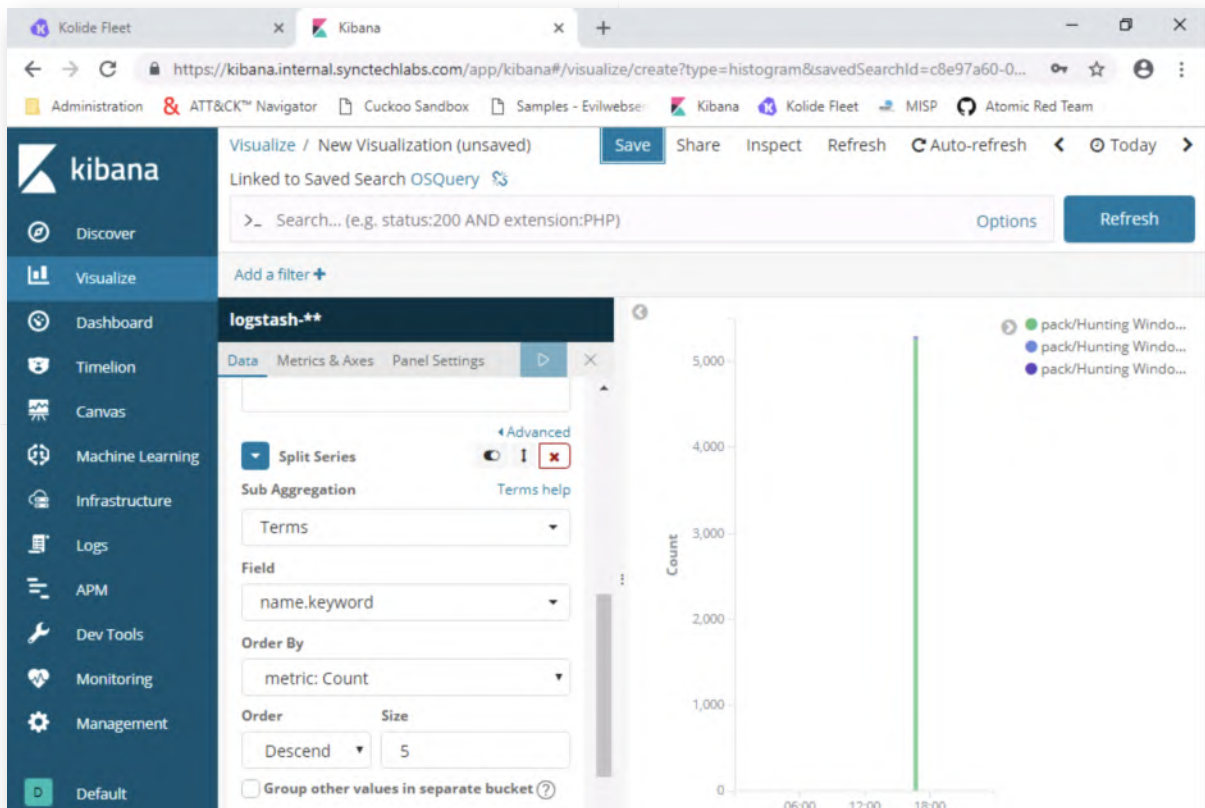 Kolide Fleet
Kibana
https://kibana.internal.synctechlabs.com/app/kibana#/visualize/create?type=histogram&savedSearchId=c8e97a60-0...
Administration ATT&CK™ Navigator Cuckoo Sandbox Samples - Evilwebser Kibana Kolide Fleet MISP Atomic Red Team
kibana
Discover
Visualize
Dashboard
Timelion
Canvas
Machine Learning
Infrastructure
Logs
APM
Dev Tools
Monitoring
Management
D Default
Visualize / New Visualization (unsaved)
Save Share Inspect Refresh Auto-refresh Today
Linked to Saved Search OSQuery
>_ Search... (e.g. status:200 AND extension:PHP) Options Refresh
Add a filter +
logstash-**
Data Metrics & Axes Panel Settings
Advanced
Split Series
Sub Aggregation Terms help
Terms
Field
name.keyword
Order By
metric: Count
Order Size
Descend 5
Group other values in separate bucket ?
5,000
4,000
3,000
2,000
1,000
0
Count
06:00 12:00 18:00
pack/Hunting Windo...
pack/Hunting Windo...
pack/Hunting Windo...